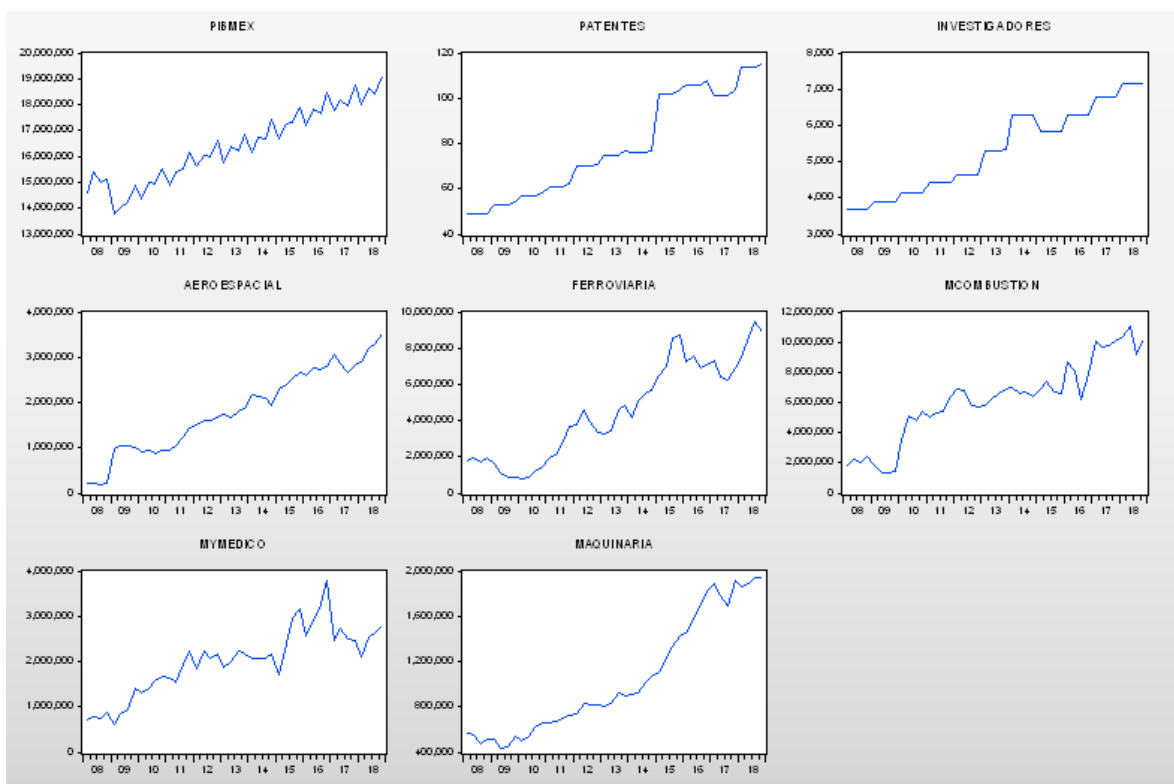 PIBMEX
20,000,000
19,000,000
18,000,000
17,000,000
16,000,000
15,000,000
14,000,000
13,000,000
08 09 10 11 12 13 14 15 16 17 18
PATENTES
120
100
80
60
40
08 09 10 11 12 13 14 15 16 17 18
INVESTIGADORES
8,000
7,000
6,000
5,000
4,000
3,000
08 09 10 11 12 13 14 15 16 17 18
AEROESPACIAL
4,000,000
3,000,000
2,000,000
1,000,000
0
08 09 10 11 12 13 14 15 16 17 18
FERROVIARIA
10,000,000
8,000,000
6,000,000
4,000,000
2,000,000
0
08 09 10 11 12 13 14 15 16 17 18
MCOMBUSTION
12,000,000
10,000,000
8,000,000
6,000,000
4,000,000
2,000,000
0
08 09 10 11 12 13 14 15 16 17 18
MYMEDICO
4,000,000
3,000,000
2,000,000
1,000,000
0
08 09 10 11 12 13 14 15 16 17 18
MAQUINARIA
2,000,000
1,600,000
1,200,000
800,000
400,000
08 09 10 11 12 13 14 15 16 17 18